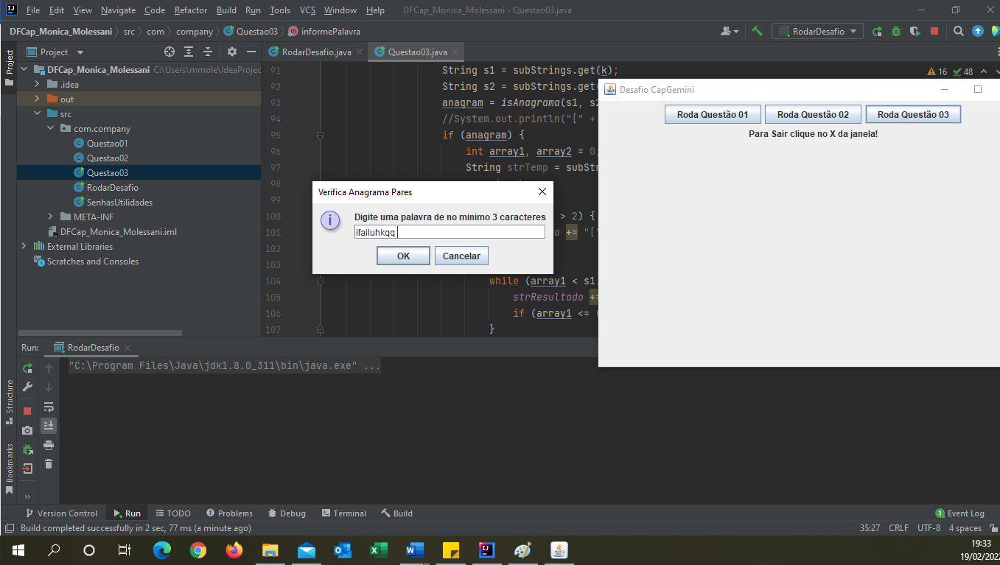 File Edit View Navigate Code Refactor Build Run Tools VCS Window Help DFCap_Monica_Molessani - Questao03.java
DFCap_Monica_Molessani src com company Questao03 informePalavra RodarDesafio
Project
Project
RodarDesafio.java Questao03.java
DFCap_Monica_Molessani C:\Users\mmole\IdeaProjec
.idea
out
src
com.company
Questao01
Questao02
Questao03
RodarDesafio
SenhasUtilidades
META-INF
DFCap_Monica_Molessani.iml
External Libraries
Scratches and Consoles
91 String s1 = subStrings.get(k);
16 48
92 String s2 = subStrings.get(
93 anagram = isAnagrama(s1, s2
94 //System.out.println("[" +
95 if (anagram) {
96 int array1, array2 = 0;
97 String strTemp = subStr
98
99
100 > 2) {
101 o += "["
102
103
104 while (array1 < s1.
105 strResultado +=
106 if (array1 <= (
107 }
Desafio CapGemini
Roda Questão 01 Roda Questão 02 Roda Questão 03
Para Sair clique no X da janela!
Verifica Anagrama Pares
Digite uma palavra de no minimo 3 caracteres
ifailuhkqq
OK Cancelar
Run: RodarDesafio
"C:\Program Files\Java\jdk1.8.0_311\bin\java.exe" ...
Structure
Bookmarks
Version Control Run TODO Problems Debug Terminal Build 1 Event Log
Build completed successfully in 2 sec, 77 ms (a minute ago) 35:27 CRLF UTF-8 4 spaces
19:33
19/02/2022